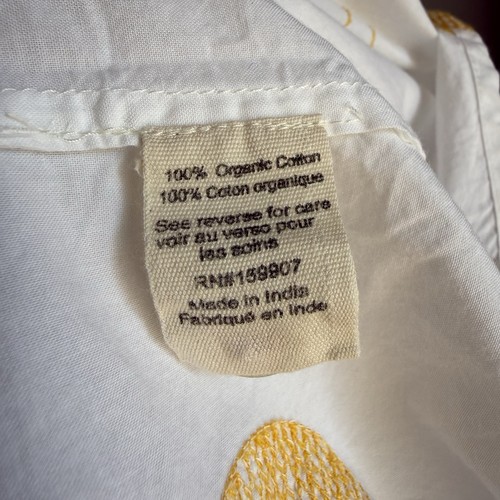 100% Organic Cotton
100% Coton organique
See reverse for care
voir au verso pour
les soins
RN#159907
Made in India
Fabriqué en Inde